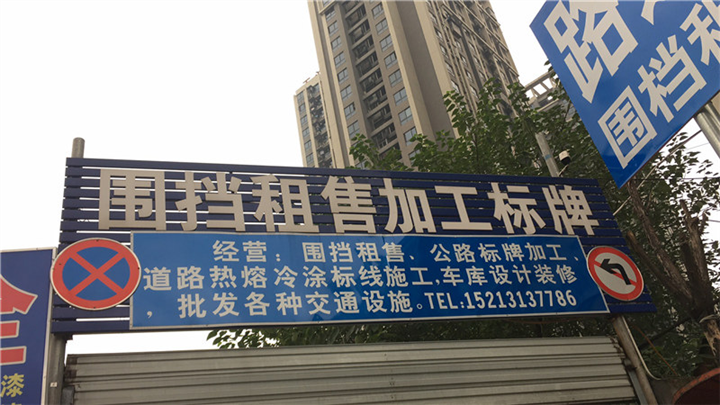 围挡租售加工标牌
经营：围挡租售、公路标牌加工、
道路热熔冷涂标线施工,车库设计装修
，批发各种交通设施。TEL.15213137786
路
围挡租
漆